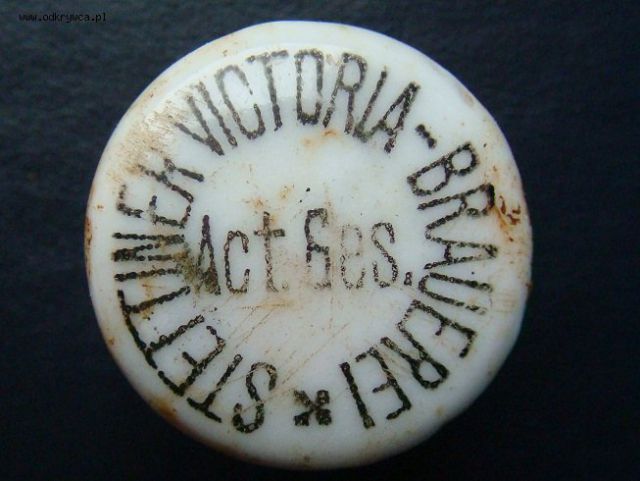 www.odkrywca.pl
STETTINER VICTORIA-BRAUEREI *
Act. Ges.